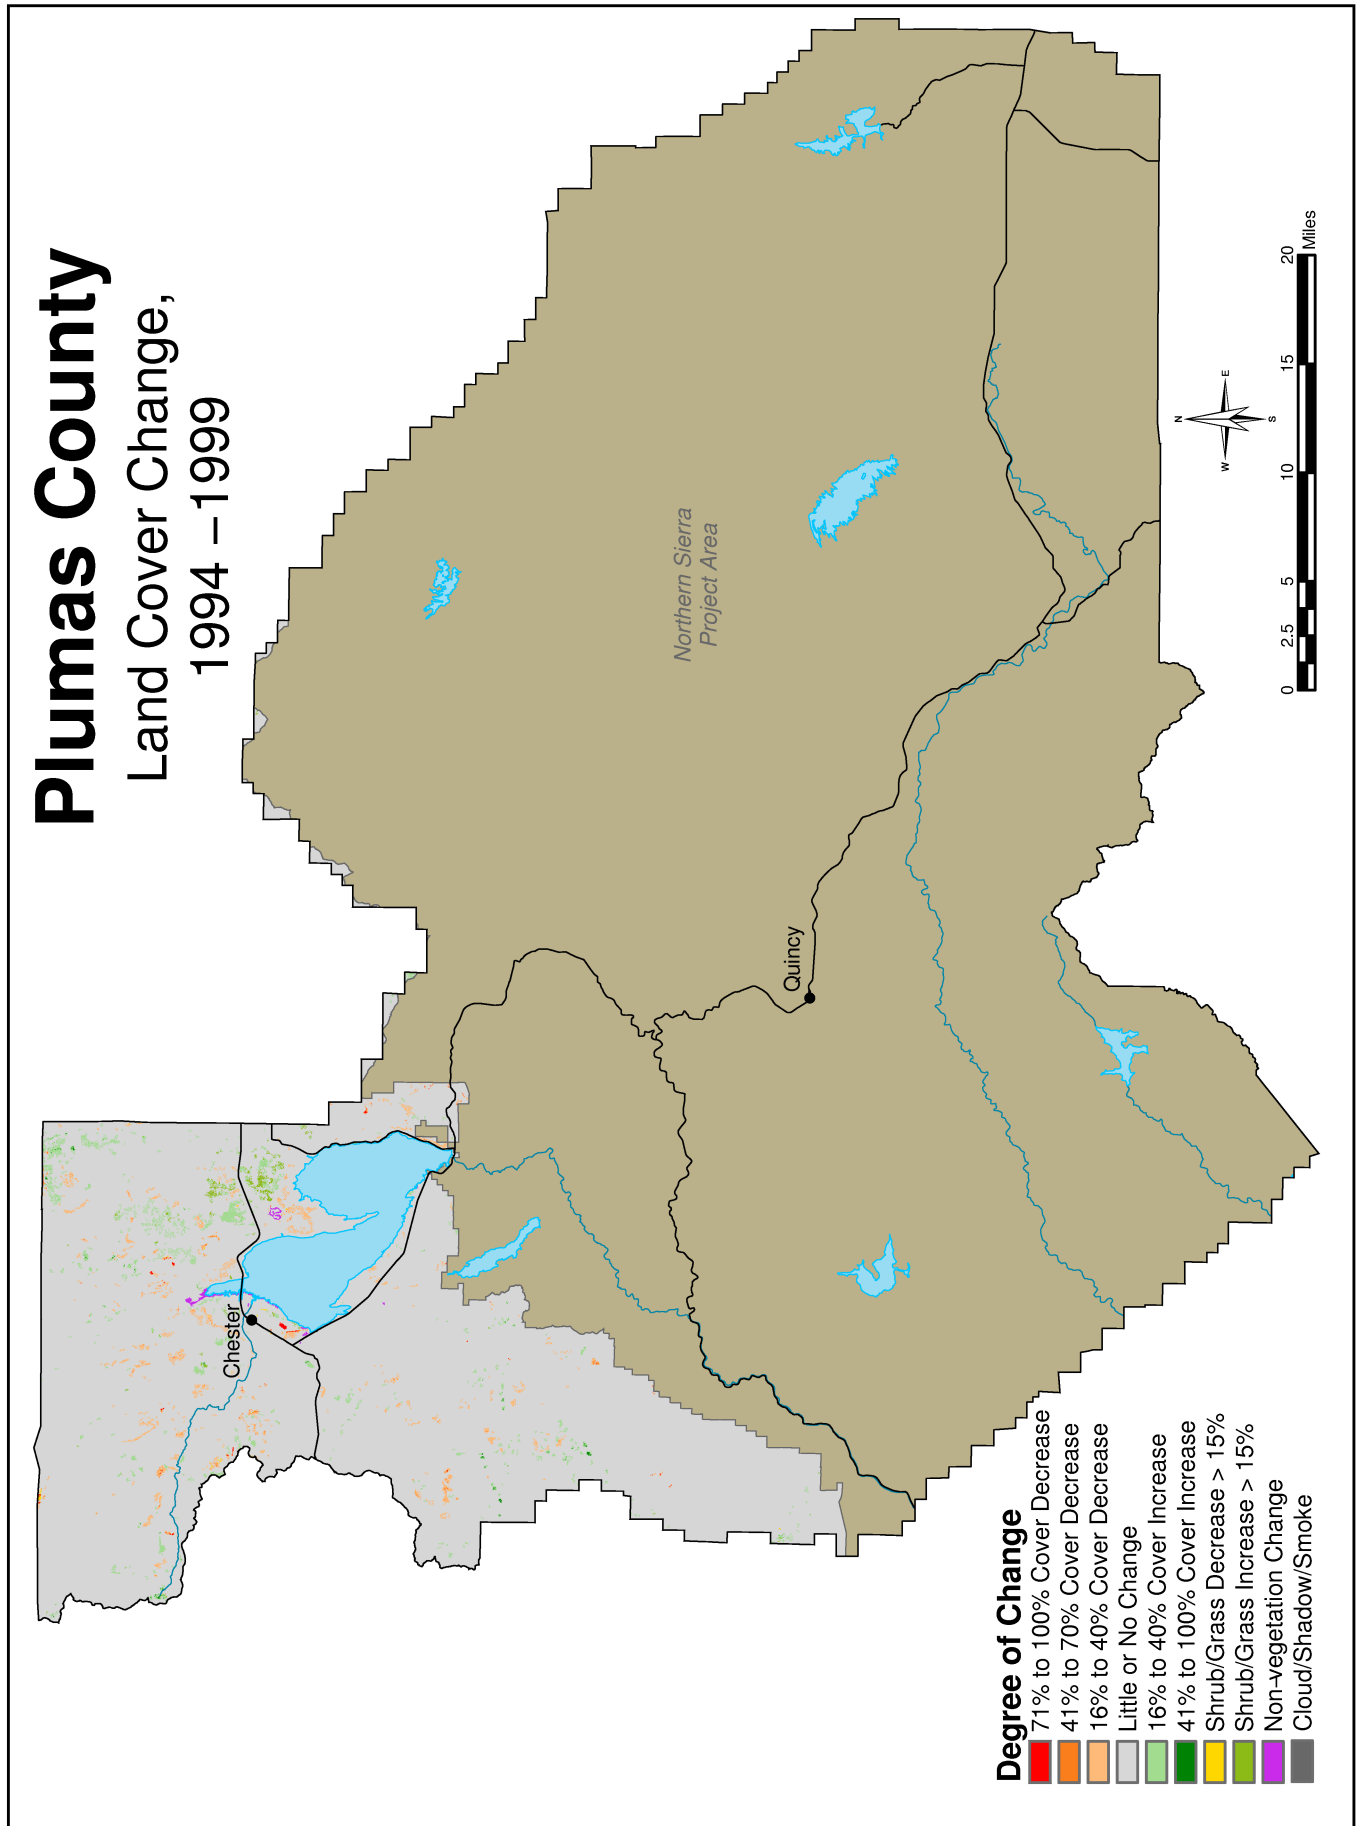 Plumas County
Land Cover Change,
1994 –1999
Northern Sierra
Project Area
Quincy
Chester
N
W
E
S
0
2.5
5
10
15
20
Miles
Degree of Change
71% to 100% Cover Decrease
41% to 70% Cover Decrease
16% to 40% Cover Decrease
Little or No Change
16% to 40% Cover Increase
41% to 100% Cover Increase
Shrub/Grass Decrease > 15%
Shrub/Grass Increase > 15%
Non–vegetation Change
Cloud/Shadow/Smoke